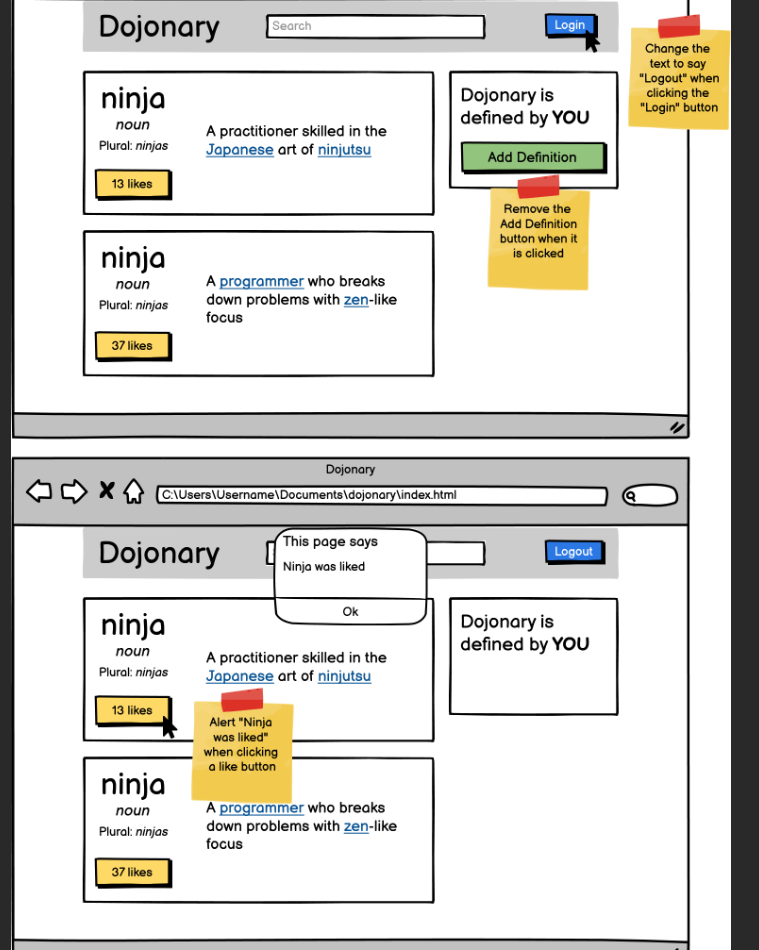 Dojonary
Search
Login
Change the
text to say
"Logout" when
clicking the
"Login" button
ninja
noun
Plural: ninjas
13 likes
A practitioner skilled in the
Japanese art of ninjutsu
Dojonary is
defined by YOU
Add Definition
Remove the
Add Definition
button when it
is clicked
ninja
noun
Plural: ninjas
37 likes
A programmer who breaks
down problems with zen-like
focus
Dojonary
C:\Users\Username\Documents\dojonary\index.html
Dojonary
This page says
Ninja was liked
Ok
Logout
ninja
noun
Plural: ninjas
13 likes
A practitioner skilled in the
Japanese art of ninjutsu
Dojonary is
defined by YOU
Alert "Ninja
was liked"
when clicking
a like button
ninja
noun
Plural: ninjas
37 likes
A programmer who breaks
down problems with zen-like
focus